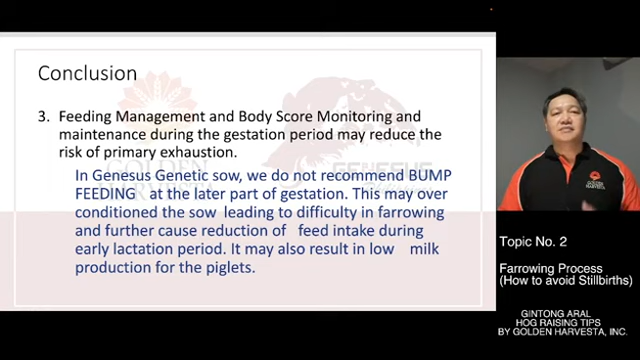 Conclusion
3. Feeding Management and Body Score Monitoring and
maintenance during the gestation period may reduce the
risk of primary exhaustion.
In Genesus Genetic sow, we do not recommend BUMP
FEEDING at the later part of gestation. This may over
conditioned the sow leading to difficulty in farrowing
and further cause reduction of feed intake during
early lactation period. It may also result in low milk
production for the piglets.
GOLDEN
HARVESTA
GENESUS
Topic No. 2
Farrowing Process
(How to avoid Stillbirths)
GINTONG ARAL
HOG RAISING TIPS
BY GOLDEN HARVESTA, INC.